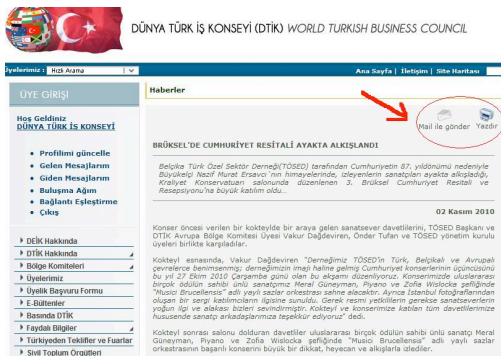 DÜNYA TÜRK İŞ KONSEYİ (DTİK) WORLD TURKISH BUSINESS COUNCIL
Üyelerimiz : Hızlı Arama
Ana Sayfa | İletişim | Site Haritası
ÜYE GİRİŞİ
Hoş Geldiniz
DÜNYA TÜRK İŞ KONSEYİ
Profilimi güncelle
Gelen Mesajlarım
Giden Mesajlarım
Buluşma Ağım
Bağlantı Eşleştirme
Çıkış
DEİK Hakkında
DTİK Hakkında
Bölge Komiteleri
Üyelerimiz
Üyelik Başvuru Formu
E-Bültenler
Basında DTİK
Faydalı Bilgiler
Türkiyeden Teklifler ve Fuarlar
Sivil Toplum Örgütleri
Haberler
Mail ile gönder Yazdır
BRÜKSEL'DE CUMHURİYET RESİTALİ AYAKTA ALKIŞLANDI
Belçika Türk Özel Sektör Derneği(TÖSED) tarafından Cumhuriyetin 87. yıldönümü nedeniyle
Büyükelçi Nazif Murat Ersavcı'nın himayelerinde, izleyenlerin sanatçıları ayakta alkışladığı,
Kraliyet Konservatuarı salonunda düzenlenen 3. Brüksel Cumhuriyet Resitali ve
Resepsiyonu'na büyük katılım oldu...
02 Kasım 2010
Konser öncesi verilen bir kokteylde bir araya gelen sanatsever davetlilerini, TÖSED Başkanı ve
DTİK Avrupa Bölge Komitesi Üyesi Vakur Dağdeviren, Önder Tufan ve TÖSED yönetim kurulu
üyeleri birlikte karşıladılar.
Kokteyl esnasında, Vakur Dağdeviren "Derneğimiz TÖSED'in Türk, Belçikalı ve Avrupalı
çevrelerce benimsenmiş; derneğimizin imajı haline gelmiş Cumhuriyet konserlerinin üçüncüsünü
bu yıl 27 Ekim 2010 Çarşamba günü olan bu akşamı düzenliyoruz. Konserimizde uluslararası
birçok ödülün sahibi ünlü sanatçımız Meral Güneyman, Piyano ve Zofia Wislocka şefliğinde
"Musici Brucellensis" adlı yaylı sazlar orkestrası sahne alacaktır. Ayrıca İstanbul fotoğraflarından
oluşan bir sergi katılımcıların ilgisine sunuldu. Gerek resmi yetkililerin gerekse sanatseverlerin
yoğun ilgi ve alakası bizleri sevindirmiştir. Kokteyli ve konserimize katılan tüm davetlilerimize
hususunda sanatçı arkadaşlarımıza teşekkür ediyoruz" dedi.
Kokteyl sonrası salonu dolduran davetliler uluslararası birçok ödülün sahibi ünlü sanatçı Meral
Güneyman, Piyano ve Zofia Wislocka şefliğinde "Musici Brucellensis" adlı yaylı sazlar
orkestrasının başarılı konserini büyük bir dikkat, heyecan ve alkışlarla izlediler.